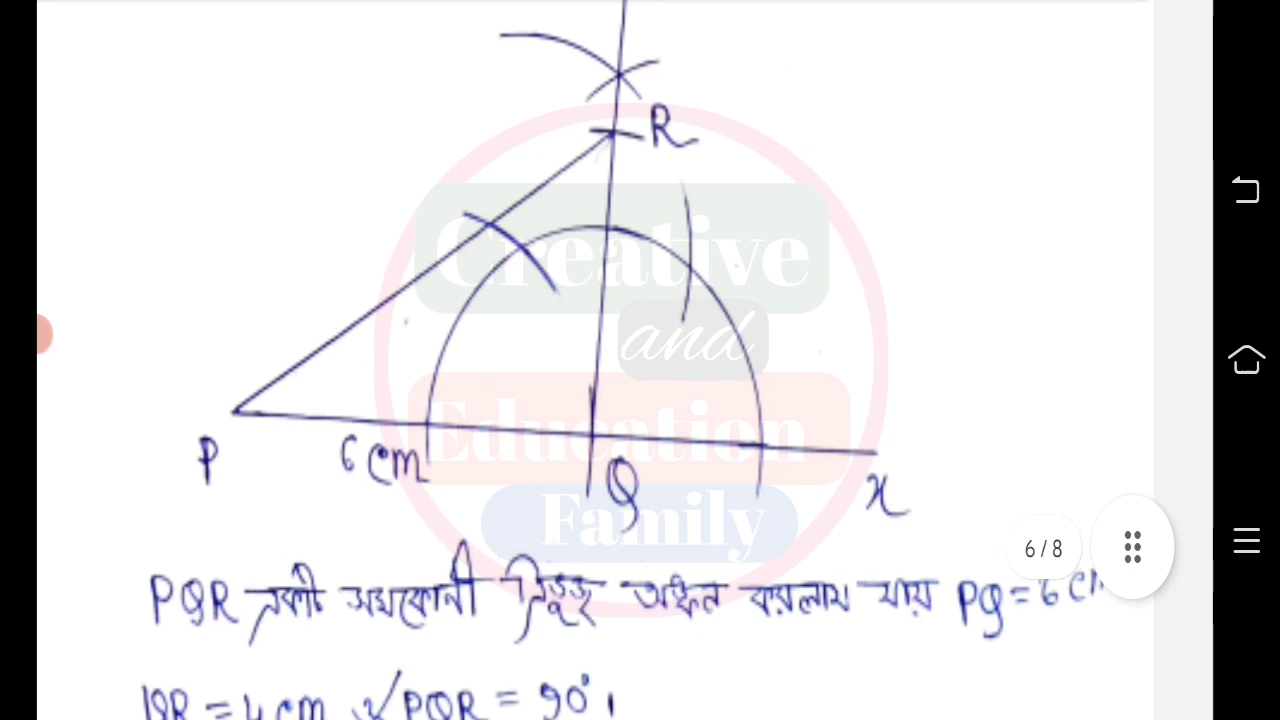 R
Creative
and
Education
P
6 cm
Q
x
Family
6 / 8
PQR একটী সমকোনী ত্রিভুজ অঙ্কন করলাম যায় PQ = 6 cm
QR = 4 cm ও ∠PQR = 90° ।